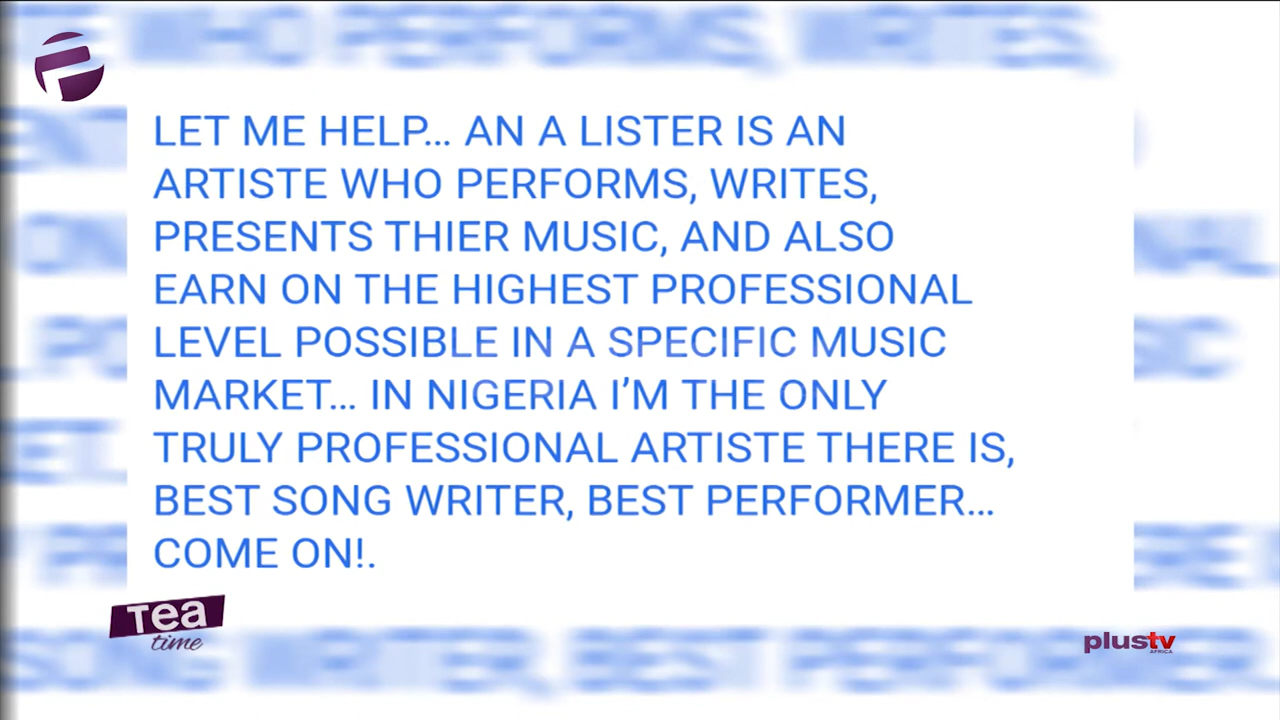 LET ME HELP... AN A LISTER IS AN
ARTISTE WHO PERFORMS, WRITES,
PRESENTS THIER MUSIC, AND ALSO
EARN ON THE HIGHEST PROFESSIONAL
LEVEL POSSIBLE IN A SPECIFIC MUSIC
MARKET... IN NIGERIA I’M THE ONLY
TRULY PROFESSIONAL ARTISTE THERE IS,
BEST SONG WRITER, BEST PERFORMER...
COME ON!.
Tea
time
plustv
AFRICA